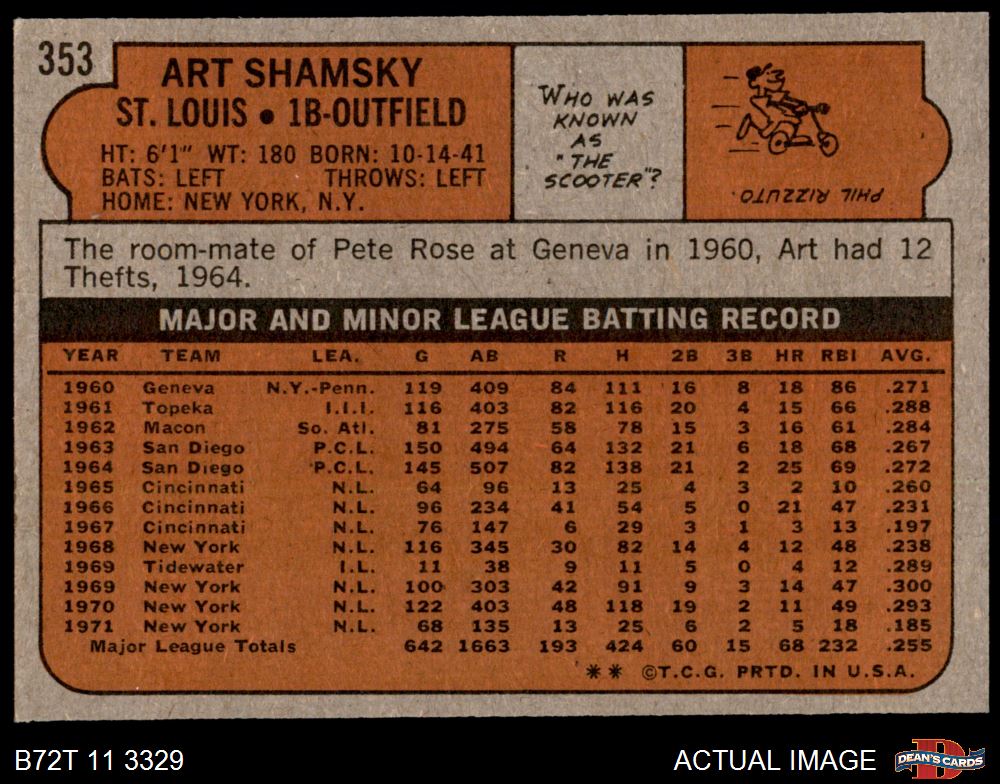 353
ART SHAMSKY
ST. LOUIS • 1B-OUTFIELD
HT: 6'1" WT: 180 BORN: 10-14-41
BATS: LEFT THROWS: LEFT
HOME: NEW YORK, N.Y.
WHO WAS
KNOWN
AS
"THE
SCOOTER"?
PHIL RIZZUTO.
The room-mate of Pete Rose at Geneva in 1960, Art had 12
Thefts, 1964.
MAJOR AND MINOR LEAGUE BATTING RECORD
YEAR TEAM LEA. G AB R H 2B 3B HR RBI AVG.
1960 Geneva N.Y.-Penn. 119 409 84 111 16 8 18 86 .271
1961 Topeka I.I.I. 116 403 82 116 20 4 15 66 .288
1962 Macon So. Atl. 81 275 58 78 15 3 16 61 .284
1963 San Diego P.C.L. 150 494 64 132 21 6 18 68 .267
1964 San Diego P.C.L. 145 507 82 138 21 2 25 69 .272
1965 Cincinnati N.L. 64 96 13 25 4 3 2 10 .260
1966 Cincinnati N.L. 96 234 41 54 5 0 21 47 .231
1967 Cincinnati N.L. 76 147 6 29 3 1 3 13 .197
1968 New York N.L. 116 345 30 82 14 4 12 48 .238
1969 Tidewater I.L. 11 38 9 11 5 0 4 12 .289
1969 New York N.L. 100 303 42 91 9 3 14 47 .300
1970 New York N.L. 122 403 48 118 19 2 11 49 .293
1971 New York N.L. 68 135 13 25 6 2 5 18 .185
Major League Totals 642 1663 193 424 60 15 68 232 .255
** ©T.C.G. PRTD. IN U.S.A.
B72T 11 3329
ACTUAL IMAGE
DEAN'S CARDS